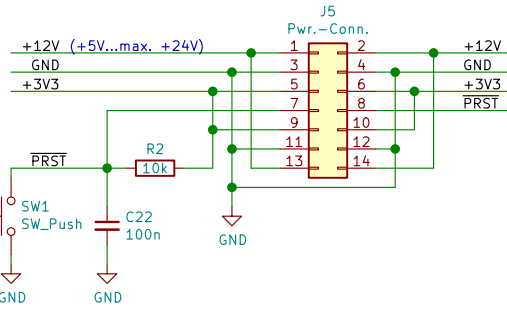 J5
Pwr.-Conn.
+12V (+5V...max. +24V) 1 2 +12V
GND 3 4 GND
+3V3 5 6 +3V3
7 8 PRST
9 10
11 12
13 14
PRST R2
10k
SW1
SW_Push
C22
100n
GND
GND GND